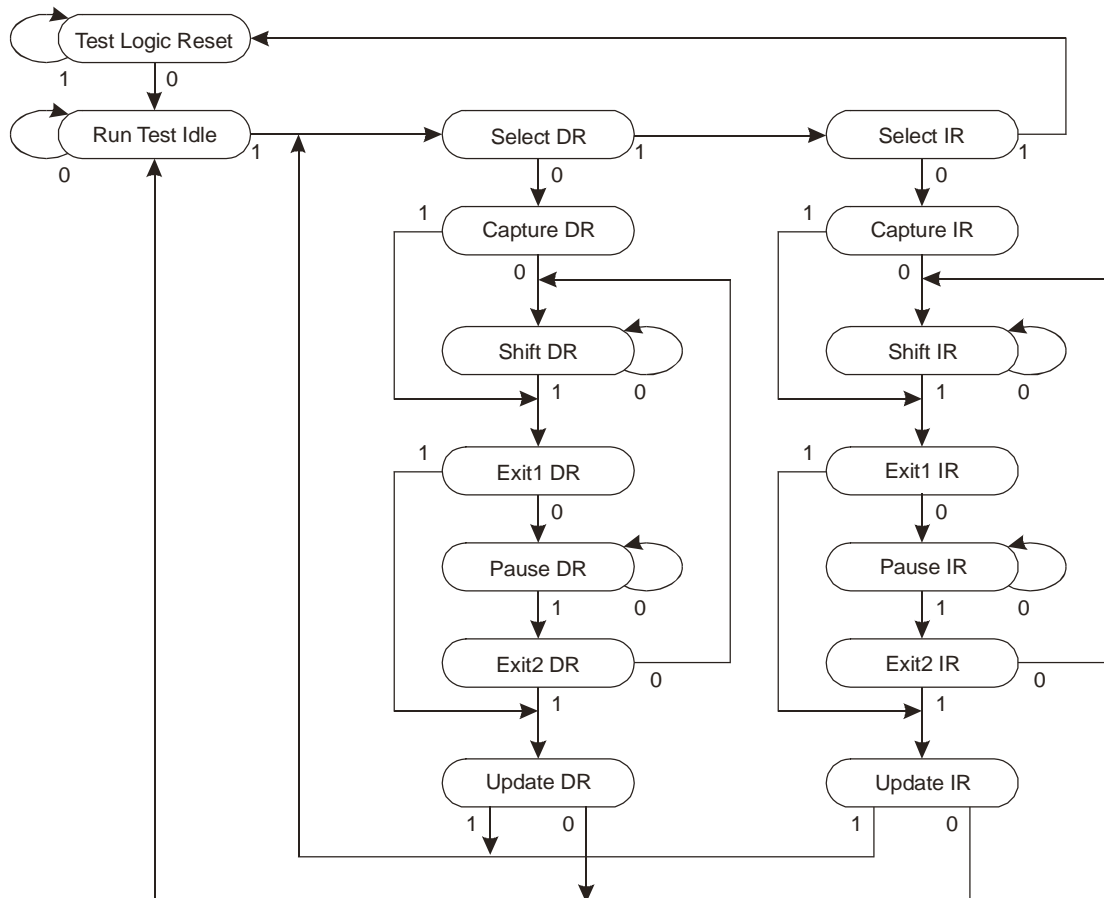 Test Logic Reset
1 0
Run Test Idle
1
0
Select DR
1
0
Select IR
1
0
1
Capture DR
0
1
Capture IR
0
Shift DR
1 0
Shift IR
1 0
1
Exit1 DR
0
1
Exit1 IR
0
Pause DR
1 0
Pause IR
1 0
Exit2 DR
0
1
Exit2 IR
0
1
Update DR
1 0
Update IR
1 0